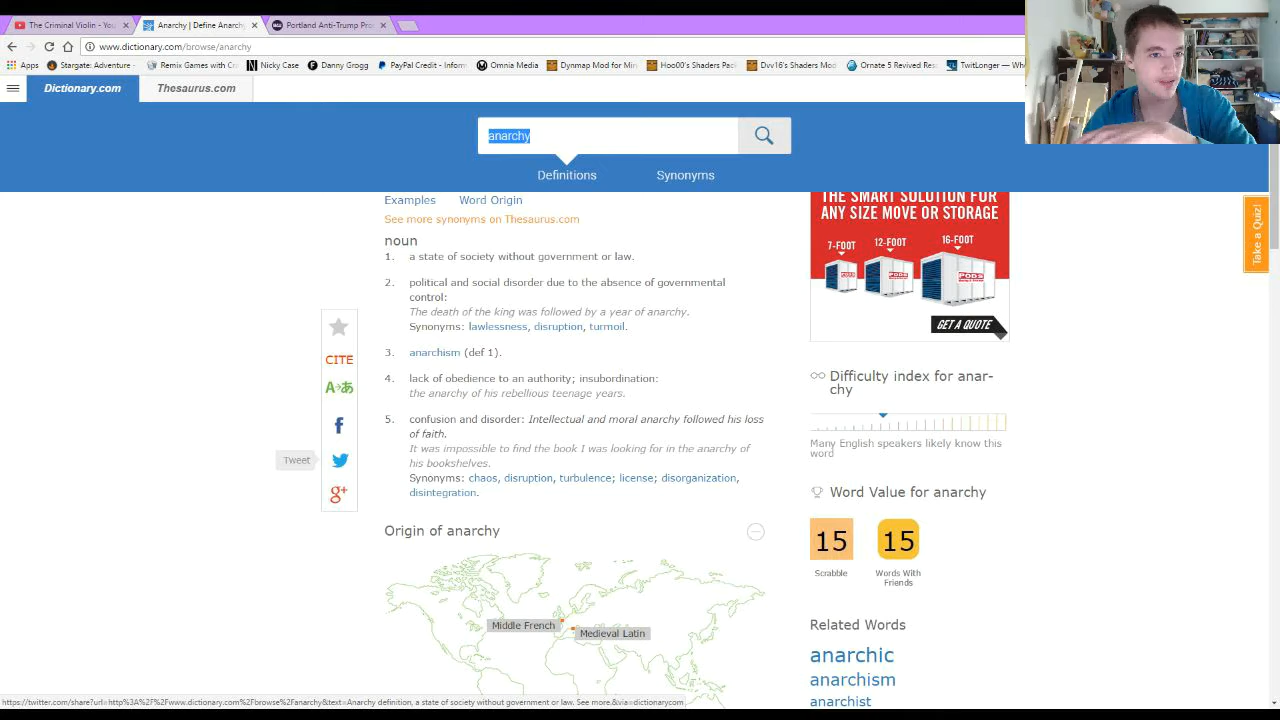 The Criminal Violin - You
Anarchy | Define Anarch
Portland Anti-Trump Pro
www.dictionary.com/browse/anarchy
Apps
Stargate: Adventure -
Remix Games with Cr
Nicky Case
Danny Grogg
PayPal Credit - Inform
Omnia Media
Dynmap Mod for Min
Hoo00's Shaders Pac
Dvv16's Shaders Med
Ornate 5 Revived Reso
TwitLonger — Wh
Dictionary.com
Thesaurus.com
anarchy
Definitions
Synonyms
Examples
Word Origin
See more synonyms on Thesaurus.com
noun
1. a state of society without government or law.
2. political and social disorder due to the absence of governmental
control:
The death of the king was followed by a year of anarchy.
Synonyms: lawlessness, disruption, turmoil.
3. anarchism (def 1).
4. lack of obedience to an authority; insubordination:
the anarchy of his rebellious teenage years.
5. confusion and disorder: Intellectual and moral anarchy followed his loss
of faith.
It was impossible to find the book I was looking for in the anarchy of
his bookshelves.
Synonyms: chaos, disruption, turbulence; license; disorganization,
disintegration.
CITE
A→あ
Tweet
g+
Origin of anarchy
Middle French
Medieval Latin
THE SMART SOLUTION FOR
ANY SIZE MOVE OR STORAGE
7-FOOT
12-FOOT
16-FOOT
PODS
PODS
PODS
GET A QUOTE
Take a Quiz!
Difficulty index for anar-
chy
Many English speakers likely know this
word
Word Value for anarchy
15
15
Scrabble
Words With
Friends
Related Words
anarchic
anarchism
anarchist
https://twitter.com/share?url=http%3A%2F%2Fwww.dictionary.com%2Fbrowse%2Fanarchy&text=Anarchy definition, a state of society without government or law. See more.&via=dictionarycom